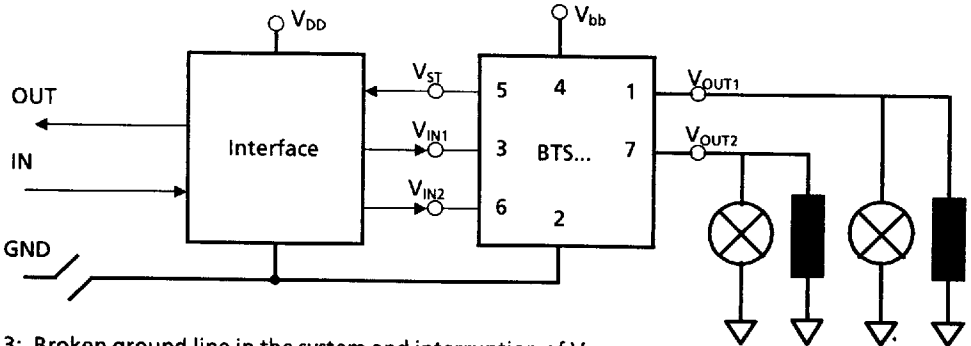 V_DD
V_bb
OUT
IN
GND
Interface
V_ST
V_IN1
V_IN2
5
3
6
4
BTS...
2
1
7
V_OUT1
V_OUT2
3: Broken ground line in the system and interruption of